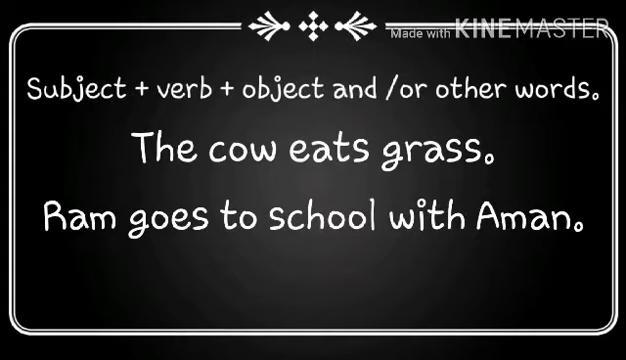 Made with KINEMASTER
Subject + verb + object and /or other words.
The cow eats grass.
Ram goes to school with Aman.